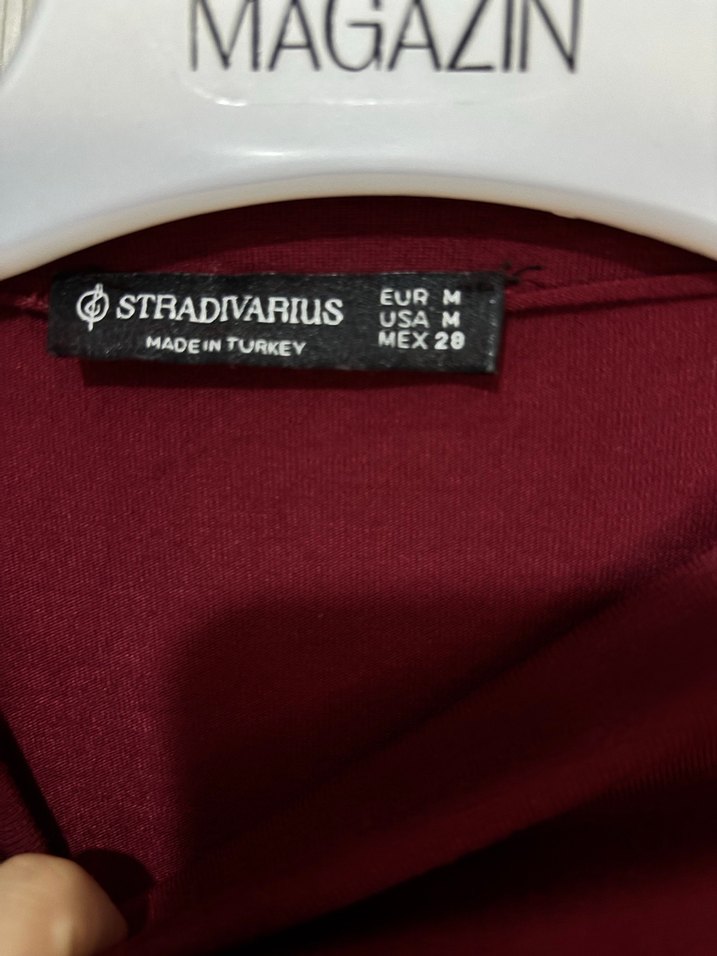 MAGAZIN
STRADIVARIUS
MADE IN TURKEY
EUR M
USA M
MEX 28